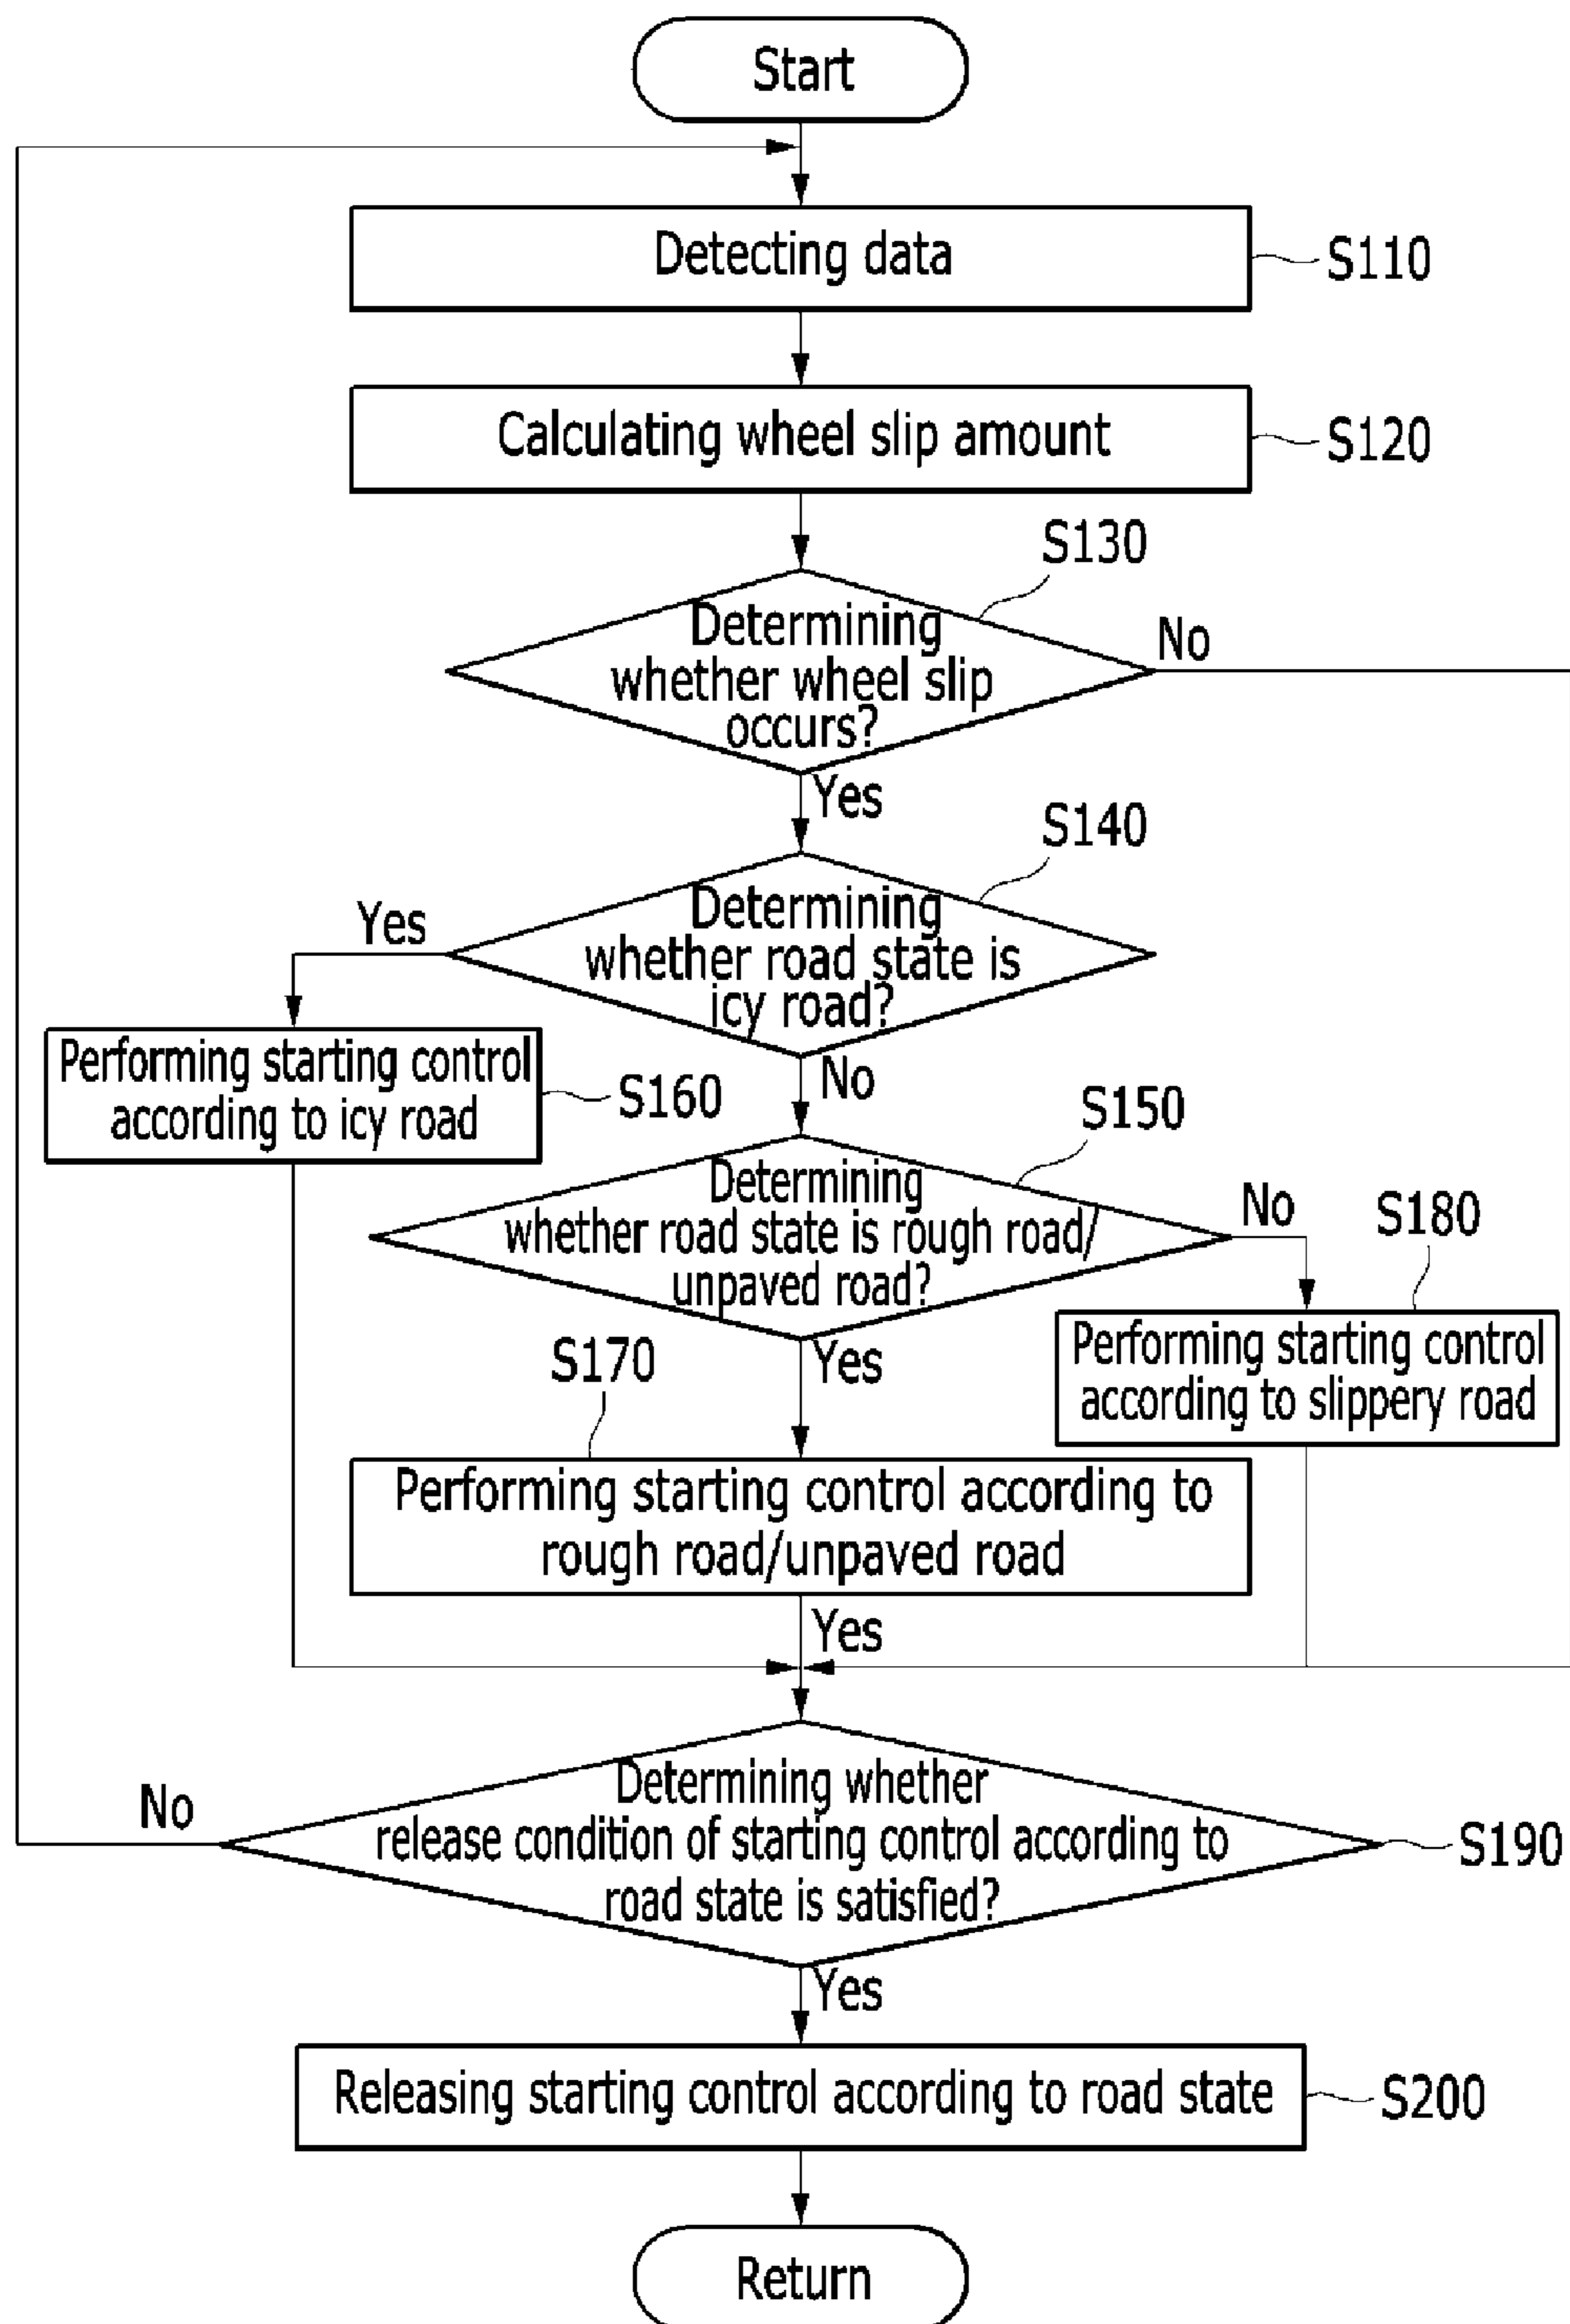 Start
Detecting data
S110
Calculating wheel slip amount
S120
S130
Determining
whether wheel slip
occurs?
No
Yes
S140
Determining
whether road state is
icy road?
Yes
No
Performing starting control
according to icy road
S160
S150
Determining
whether road state is rough road/
unpaved road?
No
S180
Yes
Performing starting control
according to slippery road
S170
Performing starting control according to
rough road/unpaved road
Yes
Determining whether
release condition of starting control according to
road state is satisfied?
No
S190
Yes
Releasing starting control according to road state
S200
Return